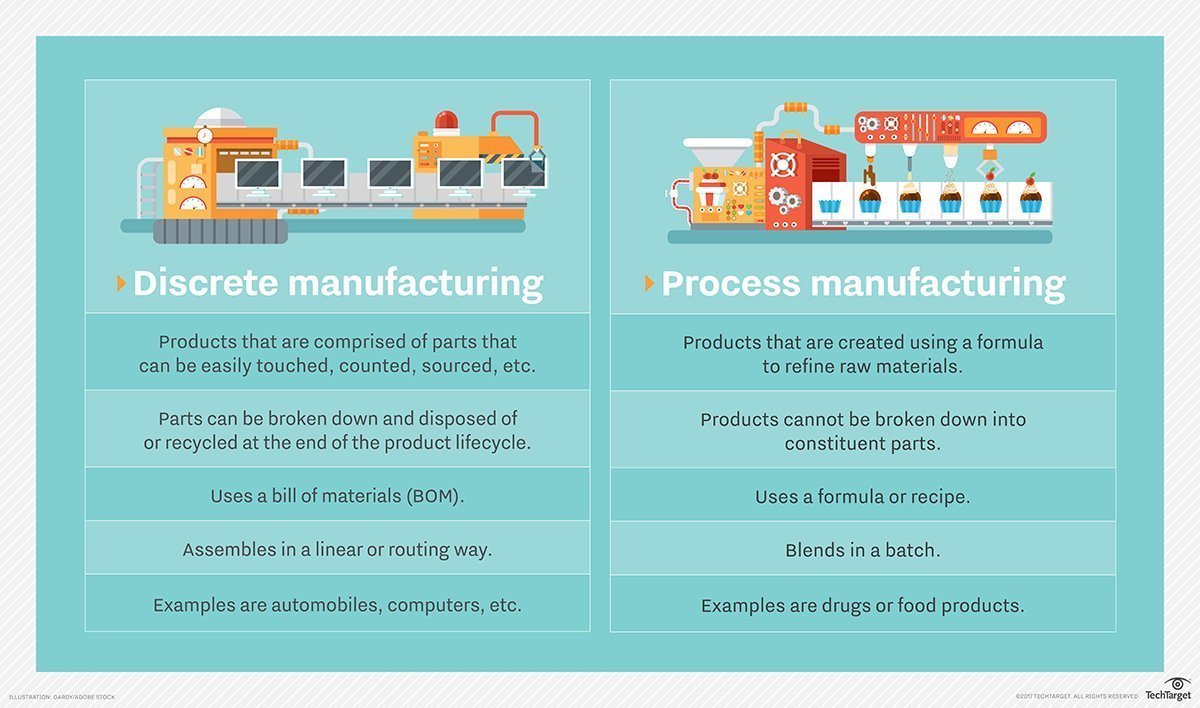 Discrete manufacturing
Products that are comprised of parts that
can be easily touched, counted, sourced, etc.
Parts can be broken down and disposed of
or recycled at the end of the product lifecycle.
Uses a bill of materials (BOM).
Assembles in a linear or routing way.
Examples are automobiles, computers, etc.
Process manufacturing
Products that are created using a formula
to refine raw materials.
Products cannot be broken down into
constituent parts.
Uses a formula or recipe.
Blends in a batch.
Examples are drugs or food products.
ILLUSTRATION: DARDY/ADOBE STOCK
©2017 TECHTARGET. ALL RIGHTS RESERVED
TechTarget